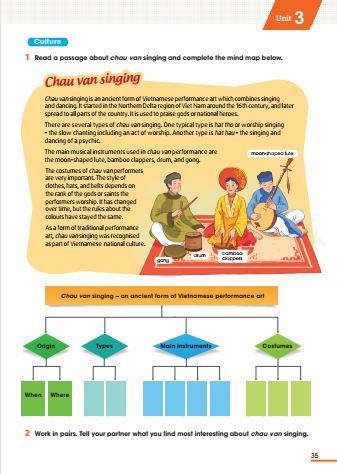 Unit 3
Culture
1 Read a passage about chau van singing and complete the mind map below.
Chau van singing
Chau van singing is an ancient form of Vietnamese performance art which combines singing
and dancing. It started in the Northern Delta region of Viet Nam around the 16th century, and later
spread to all parts of the country. It is used to praise gods or national heroes.
There are several types of chau van singing. One typical type is hat tho or worship singing
- the slow chanting including an act of worship. Another type is hat hau - the singing and
dancing of a psychic.
The main musical instruments used in chau van performance are
the moon-shaped lute, bamboo clappers, drum, and gong.
moon-shaped lute
The costumes of chau van performers
are very important. The style of
clothes, hats, and belts depends on
the rank of the gods or saints the
performers worship. It has changed
over time, but the rules about the
colours have stayed the same.
As a form of traditional performance
art, chau van singing was recognised
as part of Vietnamese national culture.
gong
drum
bamboo
clappers
Chau van singing – an ancient form of Vietnamese performance art
Origin
Types
Main instruments
Costumes
When
Where
2 Work in pairs. Tell your partner what you find most interesting about chau van singing.
35